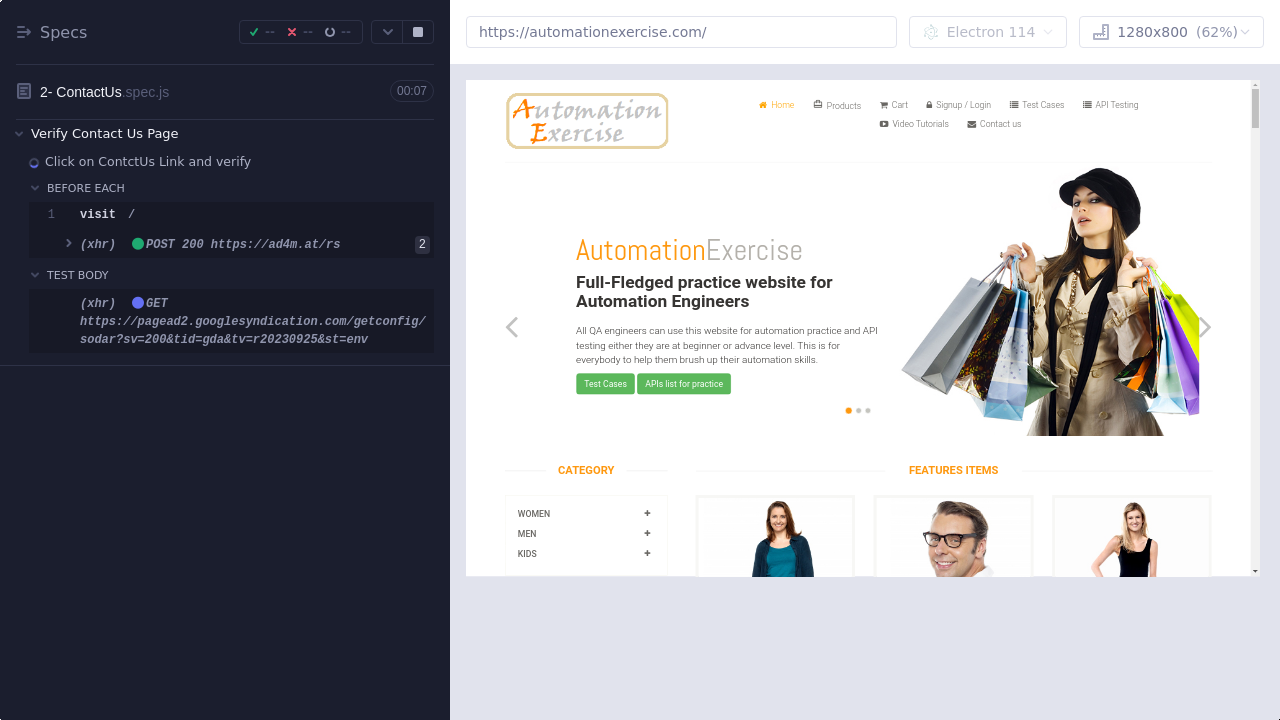 Specs
-- -- --
2- ContactUs.spec.js 00:07
Verify Contact Us Page
Click on ContctUs Link and verify
BEFORE EACH
1 visit /
(xhr) POST 200 https://ad4m.at/rs 2
TEST BODY
(xhr) GET
https://pagead2.googlesyndication.com/getconfig/
sodar?sv=200&tid=gda&tv=r20230925&st=env
https://automationexercise.com/ Electron 114 1280x800 (62%)
Automation
Exercise
Home Products Cart Signup / Login Test Cases API Testing
Video Tutorials Contact us
AutomationExercise
Full-Fledged practice website for
Automation Engineers
All QA engineers can use this website for automation practice and API
testing either they are at beginner or advance level. This is for
everybody to help them brush up their automation skills.
Test Cases APIs list for practice
CATEGORY
FEATURES ITEMS
WOMEN +
MEN +
KIDS +